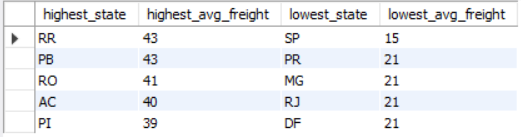 highest_state highest_avg_freight lowest_state lowest_avg_freight
RR 43 SP 15
PB 43 PR 21
RO 41 MG 21
AC 40 RJ 21
PI 39 DF 21